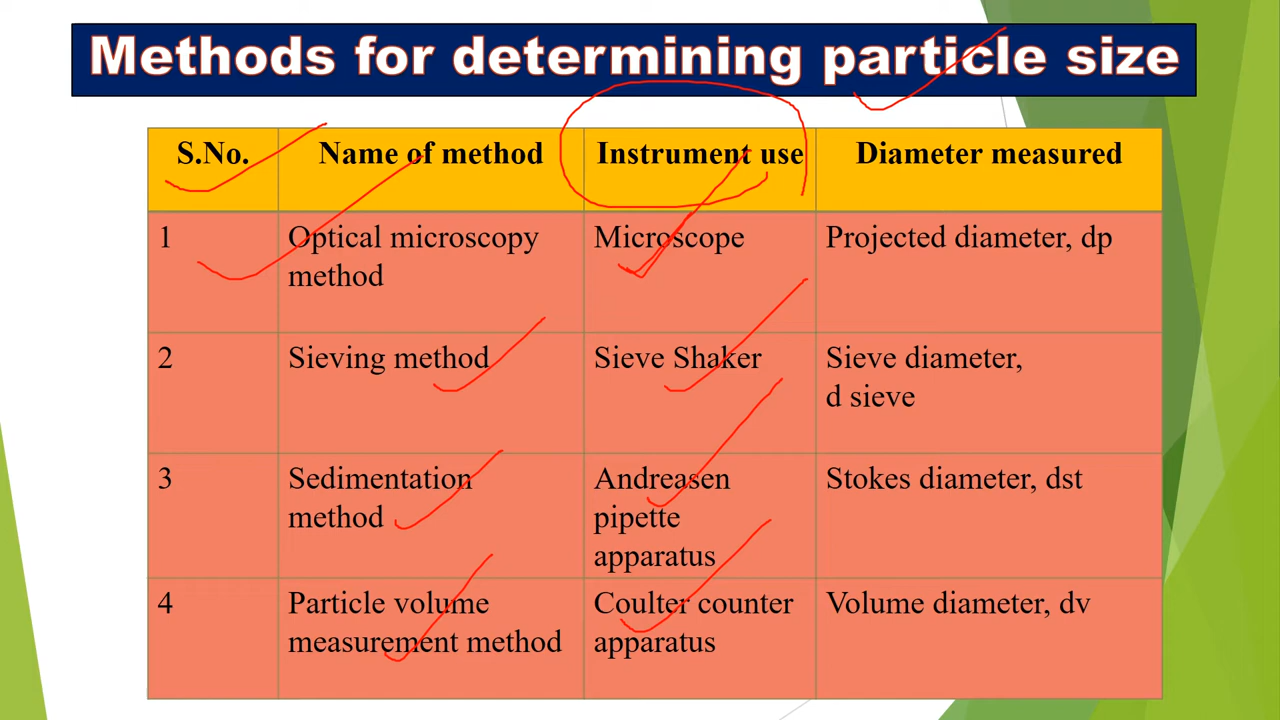 Methods for determining particle size
S.No.
Name of method
Instrument use
Diameter measured
1
Optical microscopy
method
Microscope
Projected diameter, dp
2
Sieving method
Sieve Shaker
Sieve diameter,
d sieve
3
Sedimentation
method
Andreasen
pipette
apparatus
Stokes diameter, dst
4
Particle volume
measurement method
Coulter counter
apparatus
Volume diameter, dv